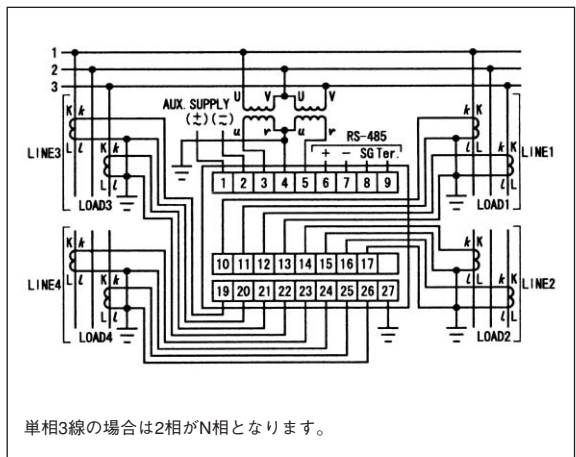 1
2
3
U V U V
AUX. SUPPLY
(±) (∓)
u r u r
RS-485
+ − SG Ter.
K k
L l
K k
L l
LINE3
LOAD3
K
k
l L
K
k
l L
LINE1
LOAD1
1 2 3 4 5 6 7 8 9
10 11 12 13 14 15 16 17
19 20 21 22 23 24 25 26 27
K k
L l
K k
L l
LINE4
LOAD4
k K
l L
k K
l L
LINE2
LOAD2
単相3線の場合は2相がN相となります。